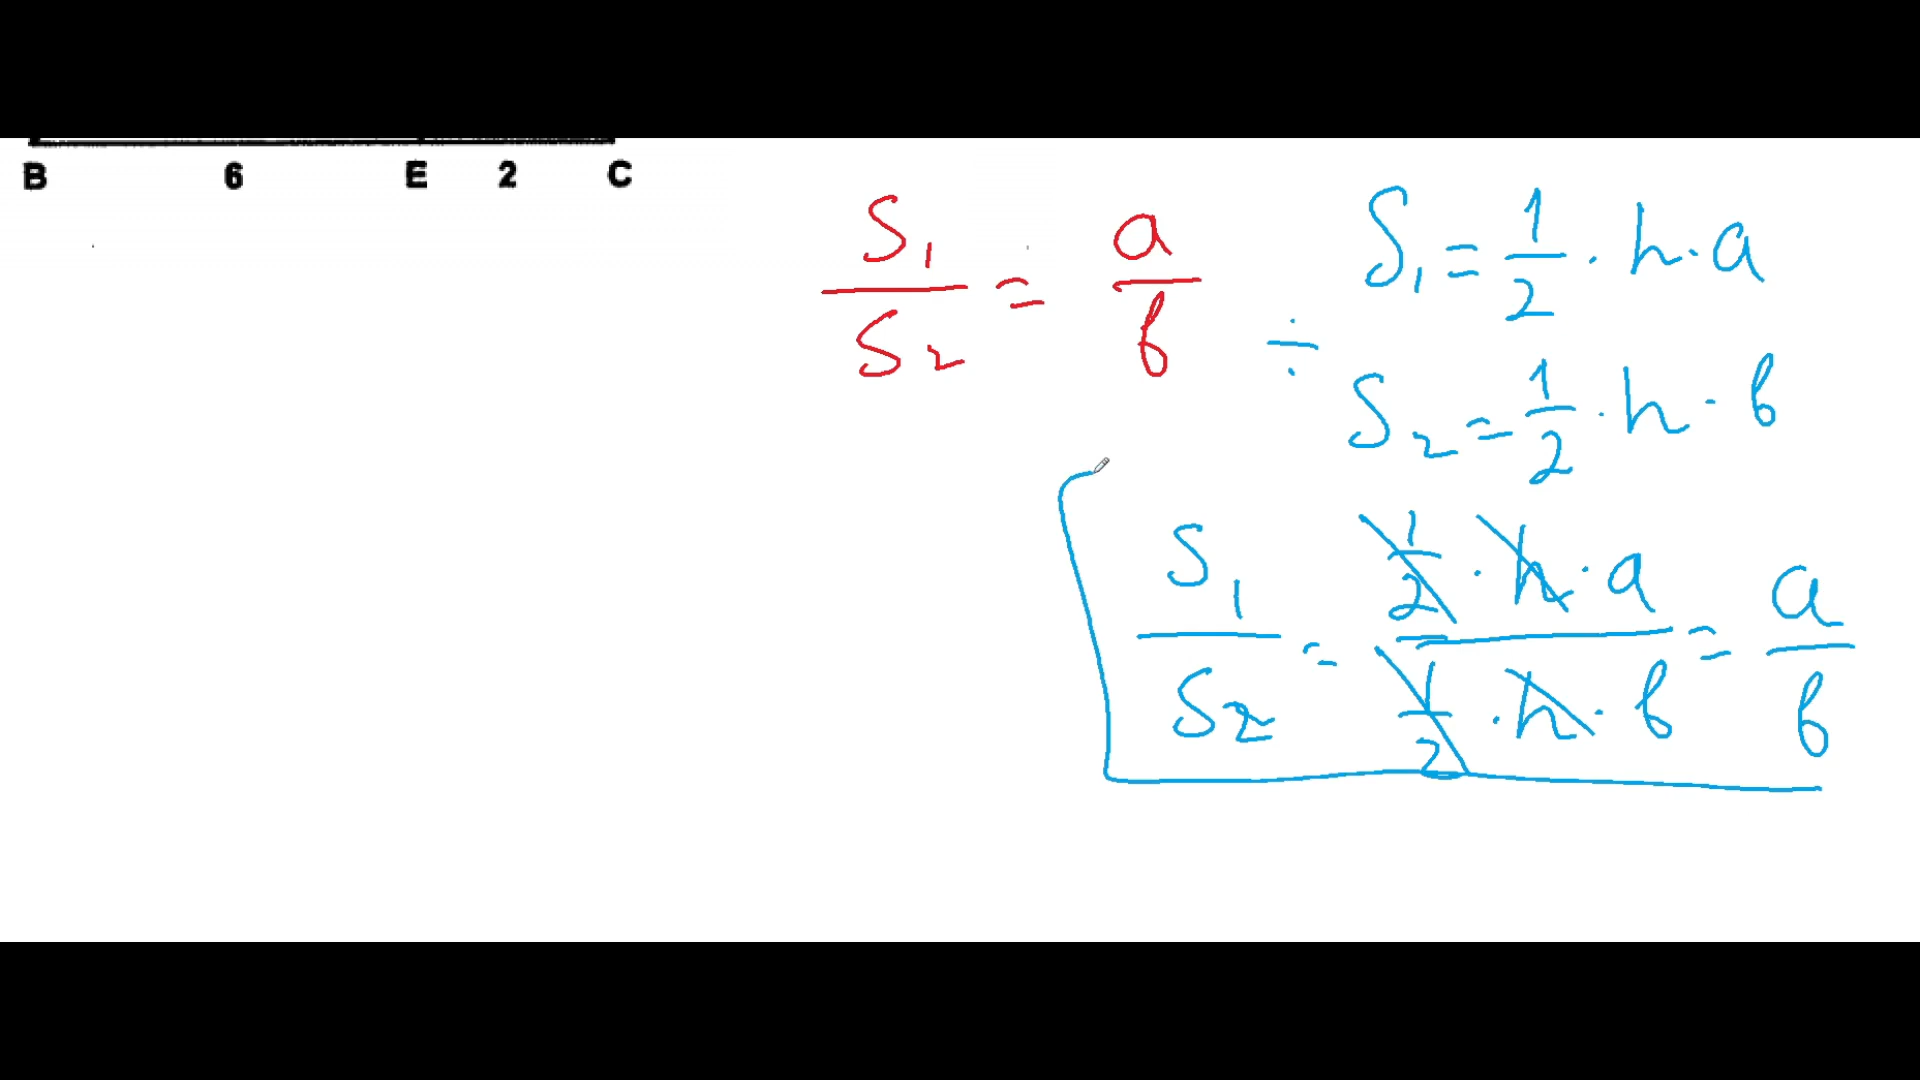 B 6 E 2 C
S₁/S₂ = a/b
÷
S₁ = 1/2 · h · a
S₂ = 1/2 · h · b
S₁/S₂ = (1/2 · h · a)/(1/2 · h · b) = a/b